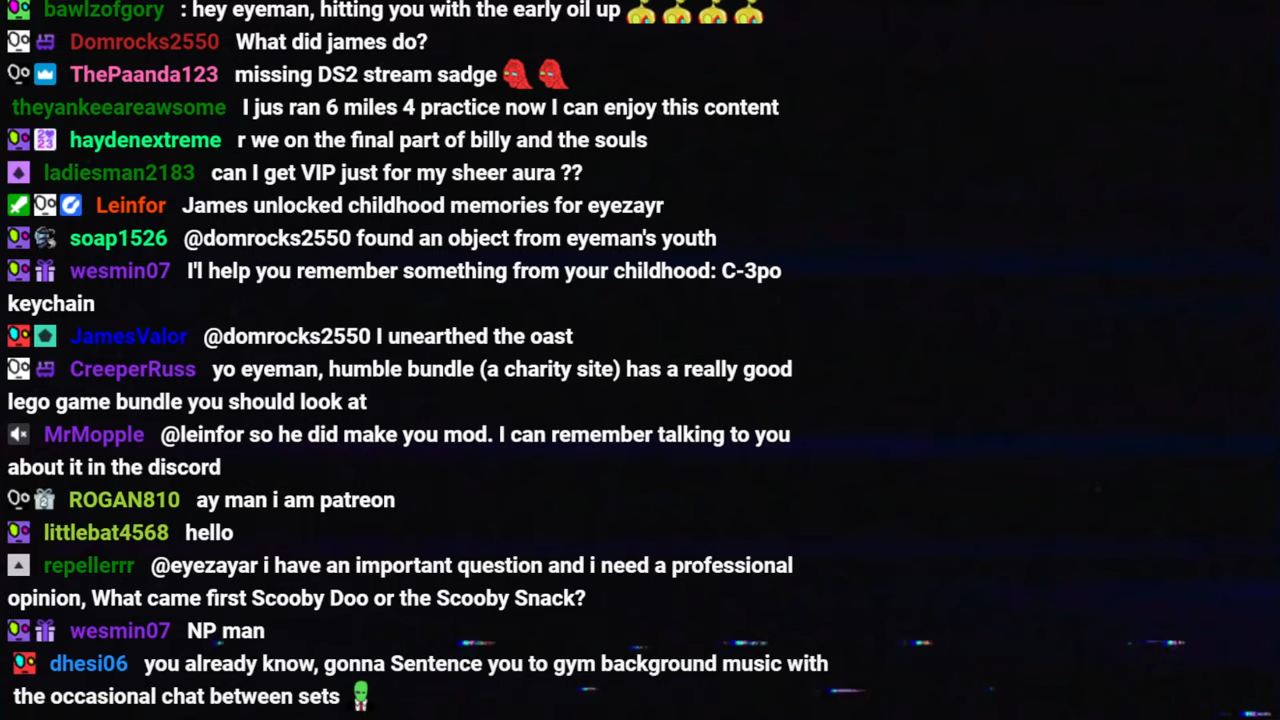 bawlzofgory : hey eyeman, hitting you with the early oil up
Domrocks2550 What did james do?
ThePaanda123 missing DS2 stream sadge
theyankeeareawsome I jus ran 6 miles 4 practice now I can enjoy this content
haydenextreme r we on the final part of billy and the souls
ladiesman2183 can I get VIP just for my sheer aura ??
Leinfor James unlocked childhood memories for eyezayr
soap1526 @domrocks2550 found an object from eyeman's youth
wesmin07 I'l help you remember something from your childhood: C-3po
keychain
JamesValor @domrocks2550 I unearthed the oast
CreeperRuss yo eyeman, humble bundle (a charity site) has a really good
lego game bundle you should look at
MrMopple @leinfor so he did make you mod. I can remember talking to you
about it in the discord
ROGAN810 ay man i am patreon
littlebat4568 hello
repellerrr @eyezayar i have an important question and i need a professional
opinion, What came first Scooby Doo or the Scooby Snack?
wesmin07 NP man
dhesi06 you already know, gonna Sentence you to gym background music with
the occasional chat between sets